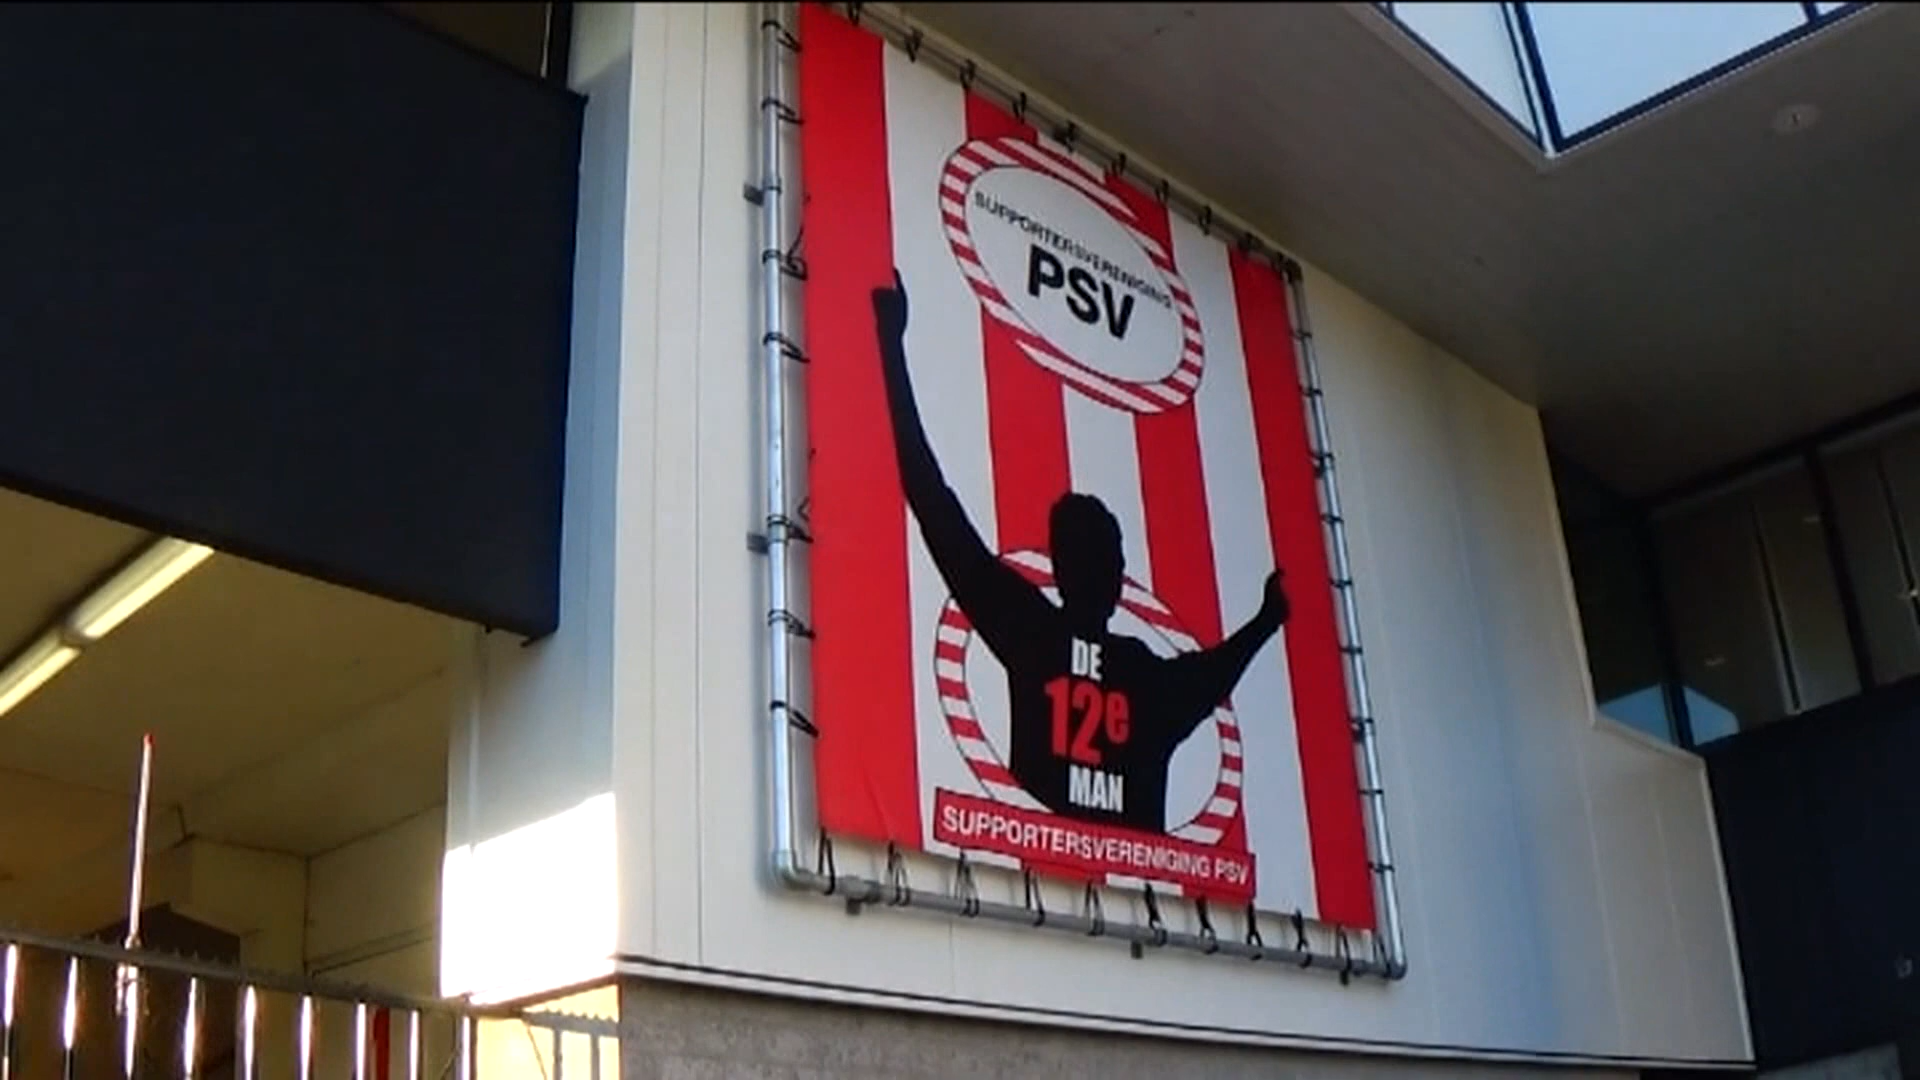 SUPPORTERSVERENIGING
PSV
DE
12e
MAN
SUPPORTERSVERENIGING PSV